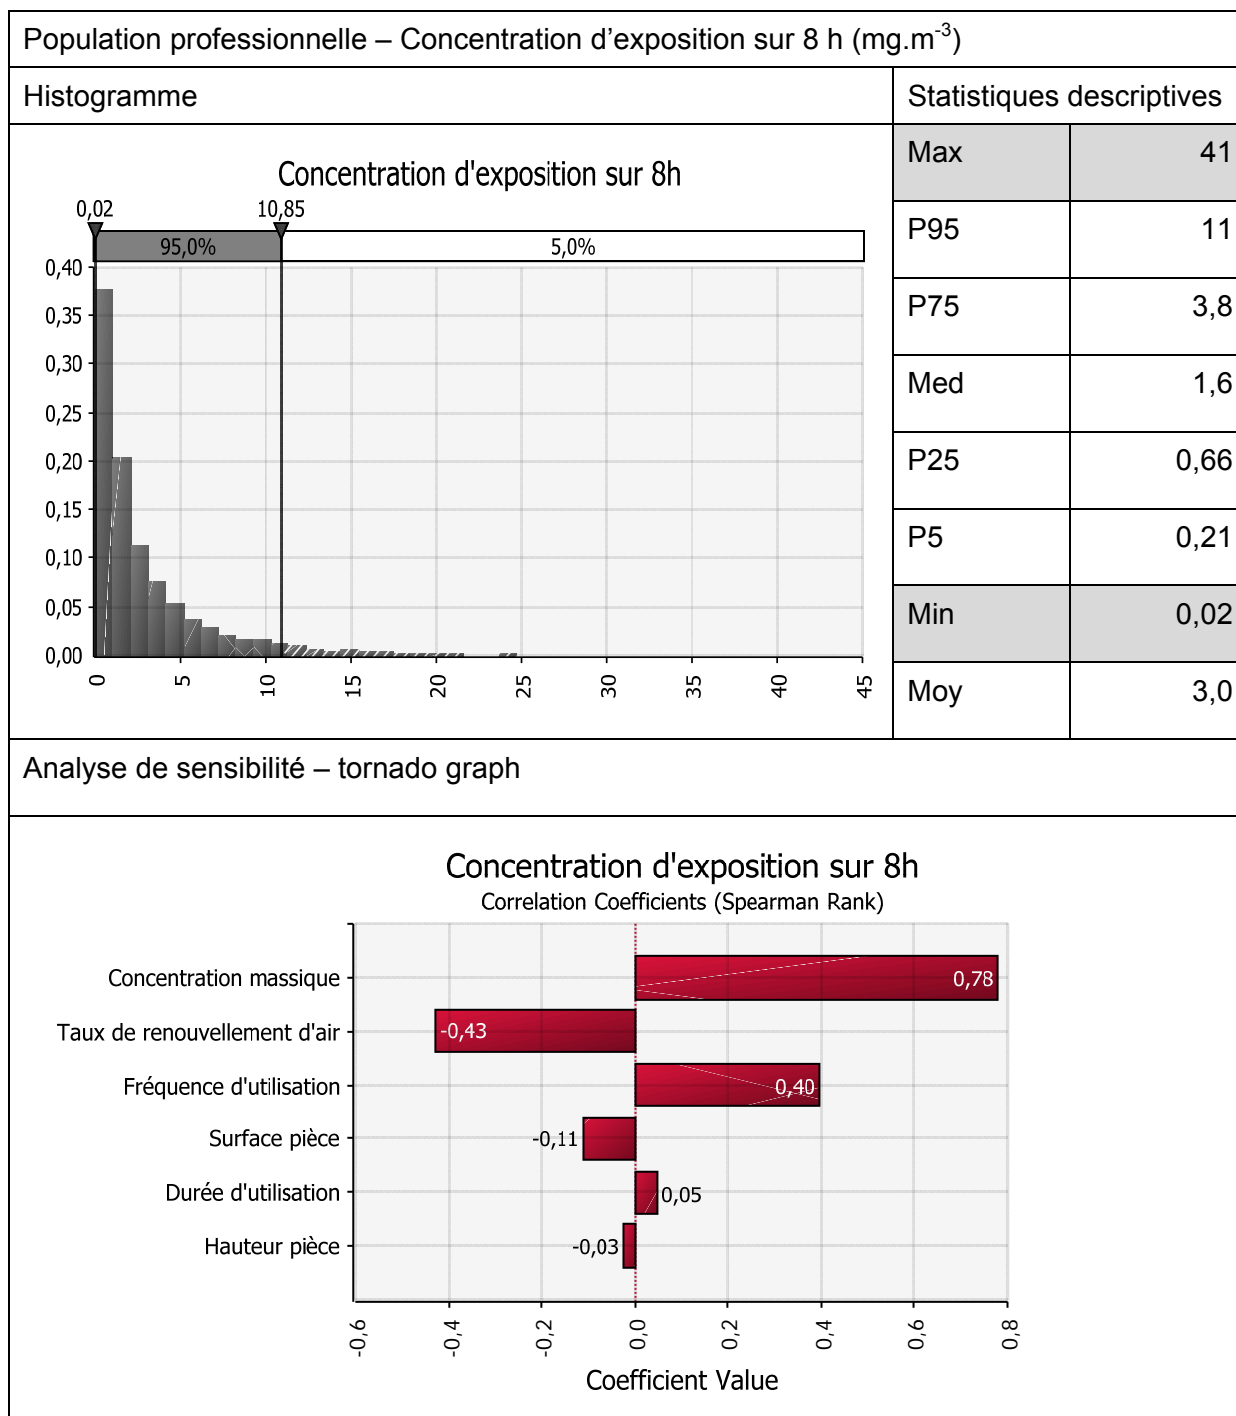 Population professionnelle – Concentration d’exposition sur 8 h (mg.m-3)
Histogramme
Statistiques descriptives
Concentration d'exposition sur 8h
0,02
10,85
95,0%
5,0%
0,40
0,35
0,30
0,25
0,20
0,15
0,10
0,05
0,00
0
5
10
15
20
25
30
35
40
45
Max 41
P95 11
P75 3,8
Med 1,6
P25 0,66
P5 0,21
Min 0,02
Moy 3,0
Analyse de sensibilité – tornado graph
Concentration d'exposition sur 8h
Correlation Coefficients (Spearman Rank)
Concentration massique 0,78
Taux de renouvellement d'air -0,43
Fréquence d'utilisation 0,40
Surface pièce -0,11
Durée d'utilisation 0,05
Hauteur pièce -0,03
-0,6
-0,4
-0,2
0,0
0,2
0,4
0,6
0,8
Coefficient Value